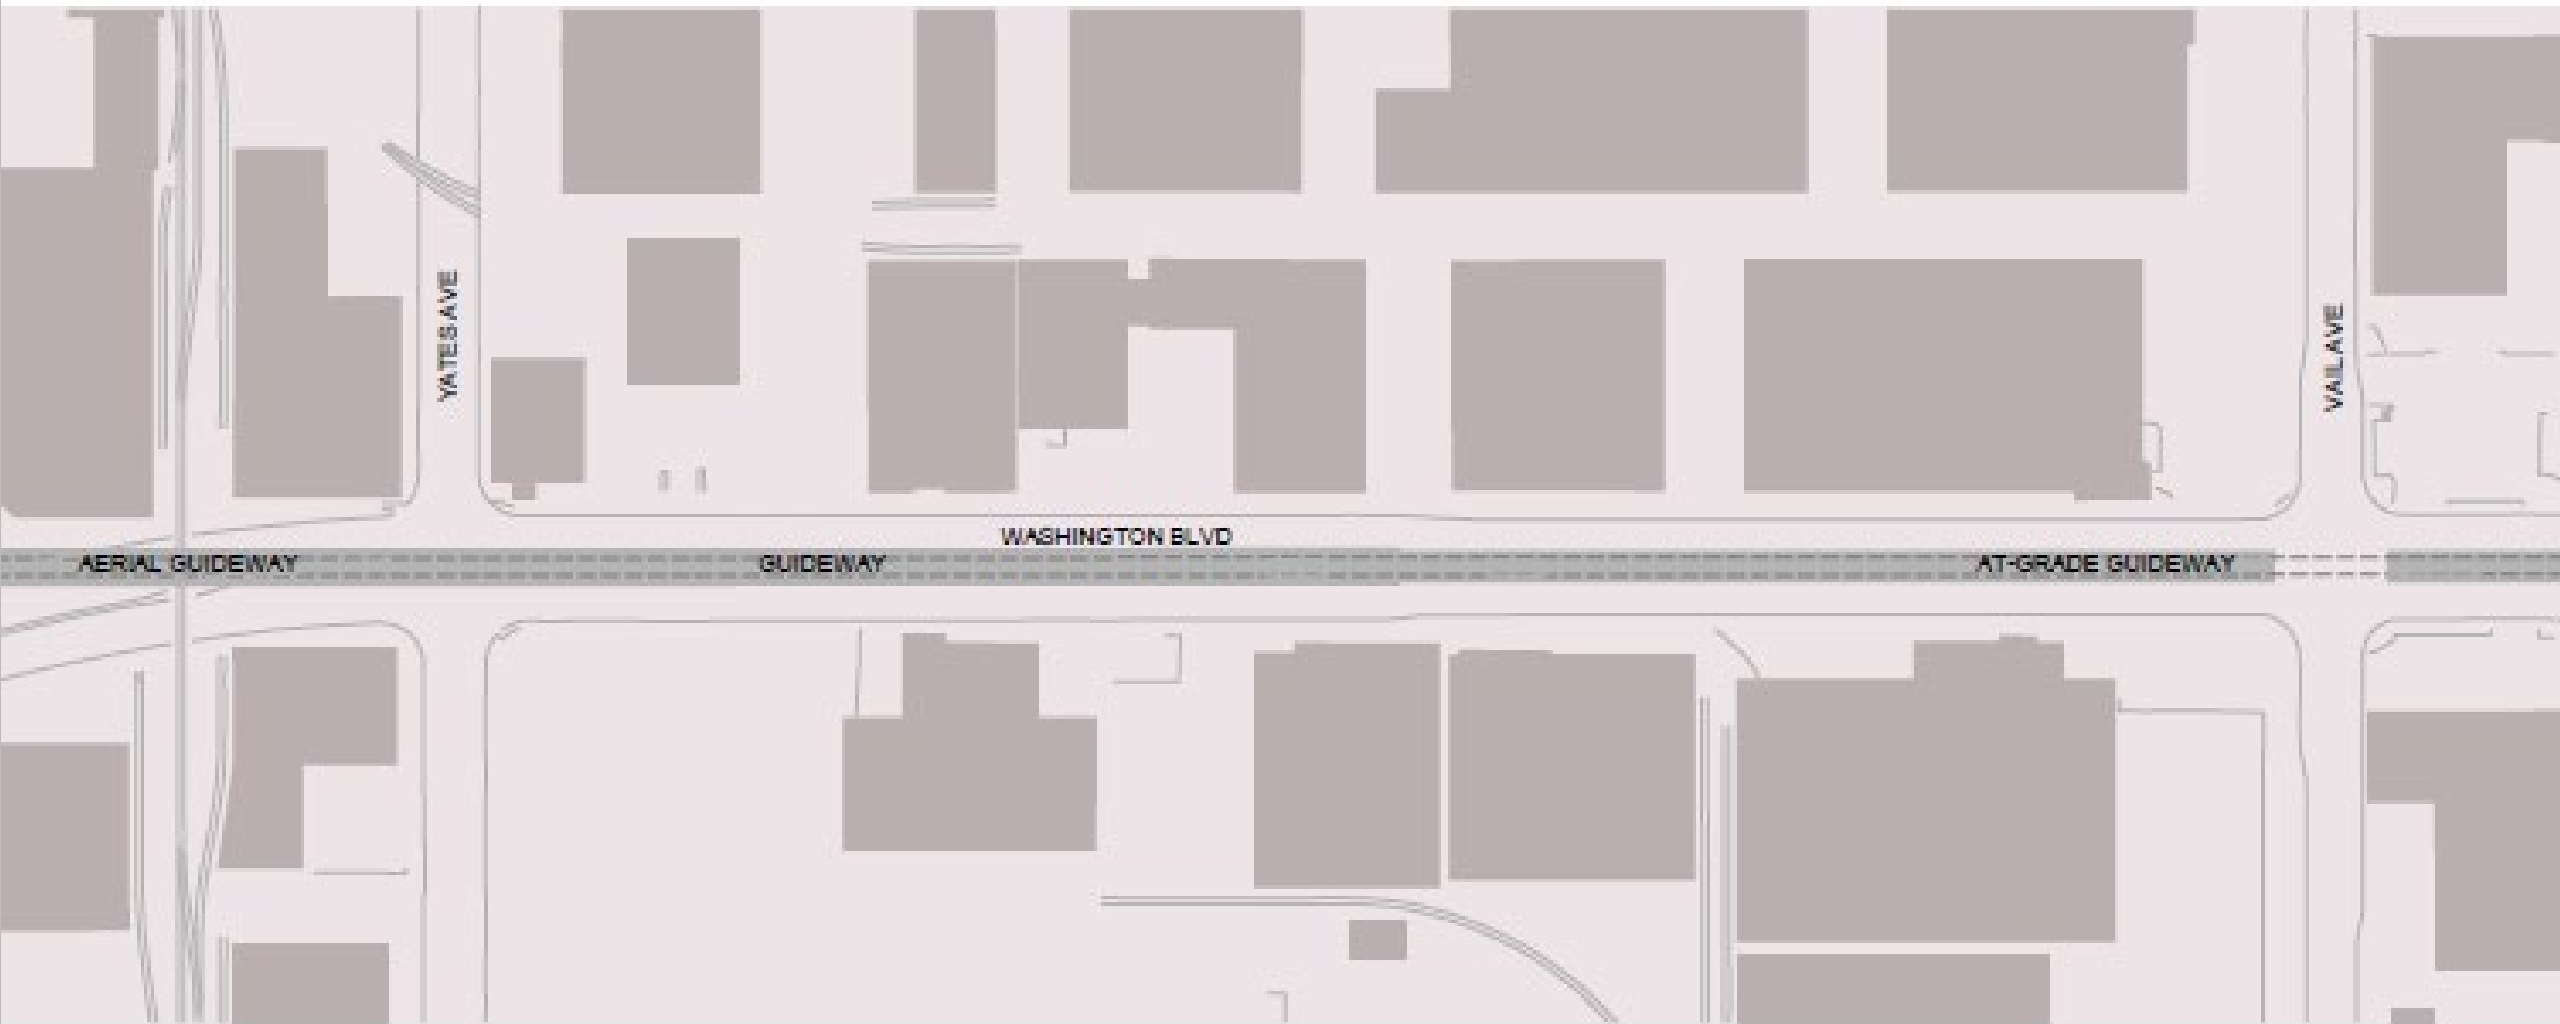 YATES AVE
VAIL AVE
WASHINGTON BLVD
AERIAL GUIDEWAY
GUIDEWAY
AT-GRADE GUIDEWAY